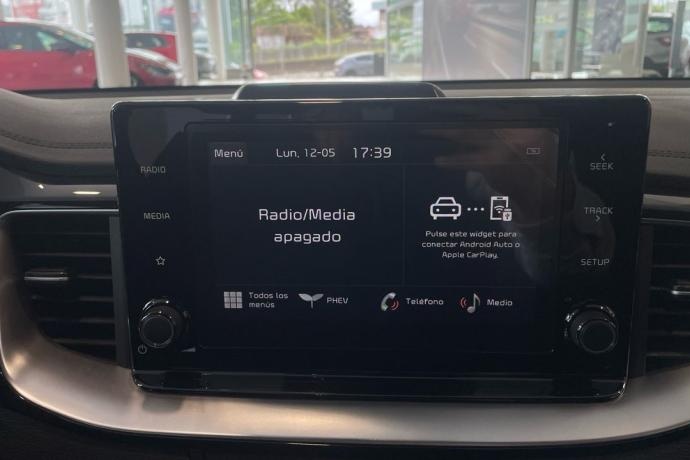 Menú
Lun, 12-05
17:39
RADIO
MEDIA
Radio/Media
apagado
Pulse este widget para
conectar Android Auto o
Apple CarPlay.
Todos los
menús
PHEV
Teléfono
Medio
SEEK
TRACK
SETUP